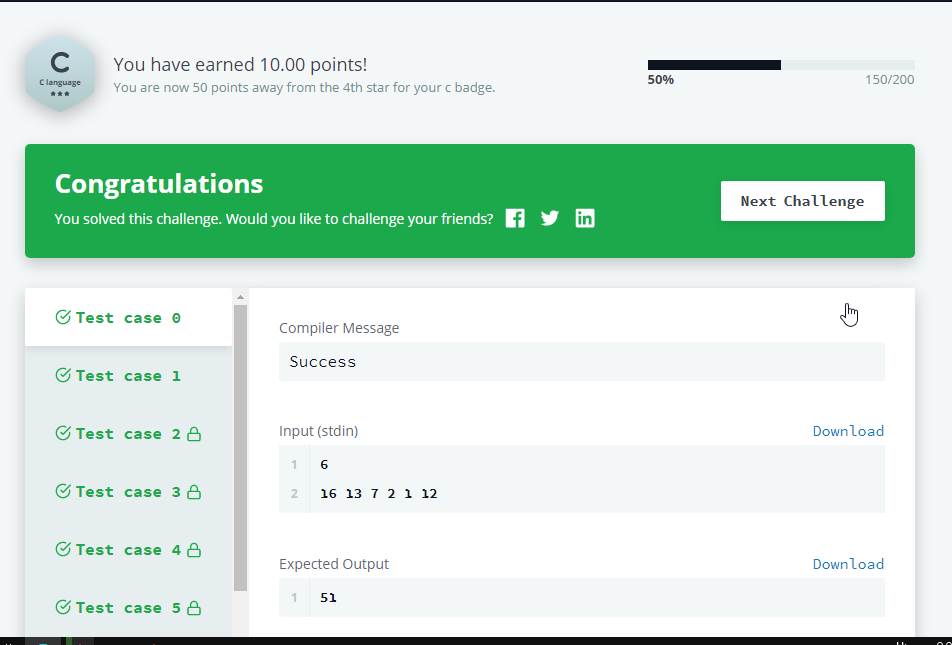 C
C language
★★★
You have earned 10.00 points!
You are now 50 points away from the 4th star for your c badge.
50%
150/200
Congratulations
You solved this challenge. Would you like to challenge your friends?
Next Challenge
Test case 0
Test case 1
Test case 2
Test case 3
Test case 4
Test case 5
Compiler Message
Success
Input (stdin)
Download
1 6
2 16 13 7 2 1 12
Expected Output
Download
1 51